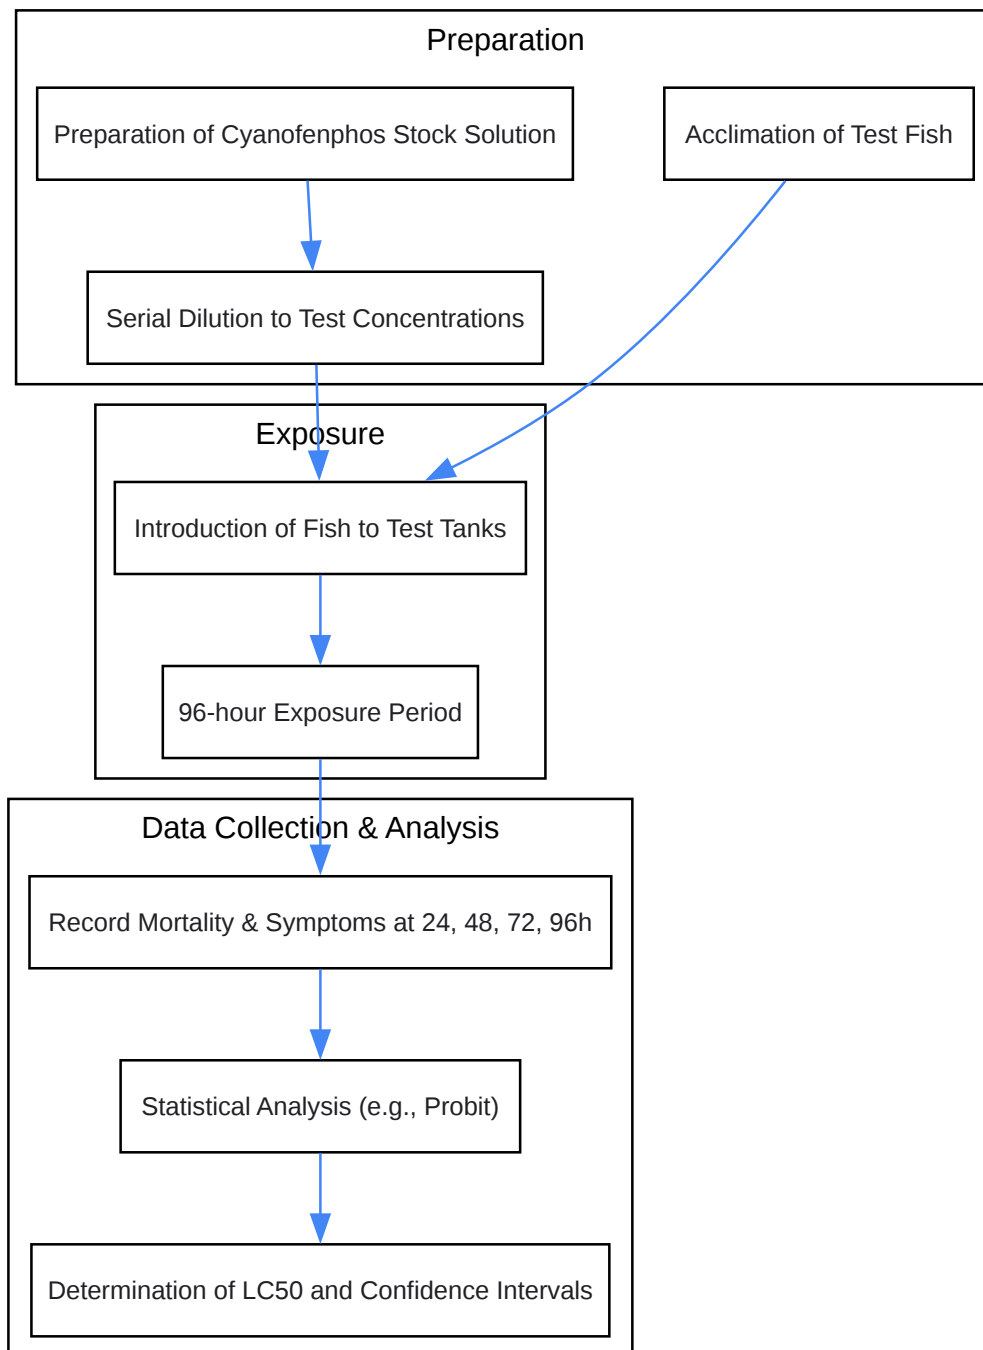 Preparation
Preparation of Cyanofenphos Stock Solution
Acclimation of Test Fish
Serial Dilution to Test Concentrations
Exposure
Introduction of Fish to Test Tanks
96-hour Exposure Period
Data Collection & Analysis
Record Mortality & Symptoms at 24, 48, 72, 96h
Statistical Analysis (e.g., Probit)
Determination of LC50 and Confidence Intervals